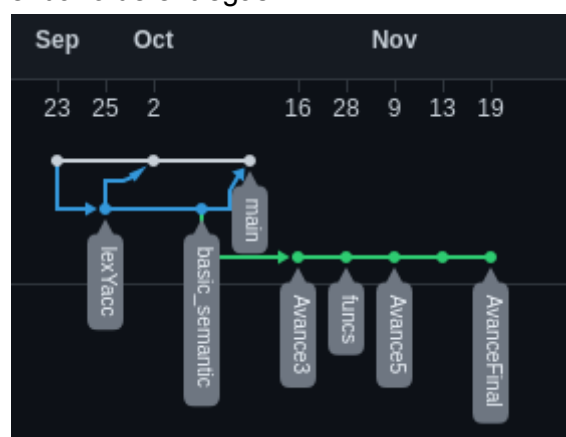 Sep Oct Nov
23 25 2 16 28 9 13 19
main
lexYacc
basic_semantic
Avance3
funcs
Avance5
AvanceFinal